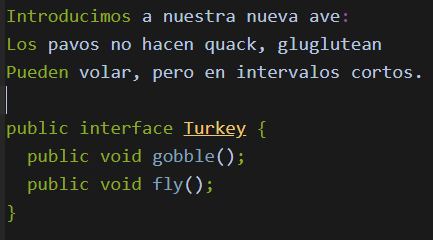 Introducimos a nuestra nueva ave:
Los pavos no hacen quack, gluglutean
Pueden volar, pero en intervalos cortos.
public interface Turkey {
public void gobble();
public void fly();
}